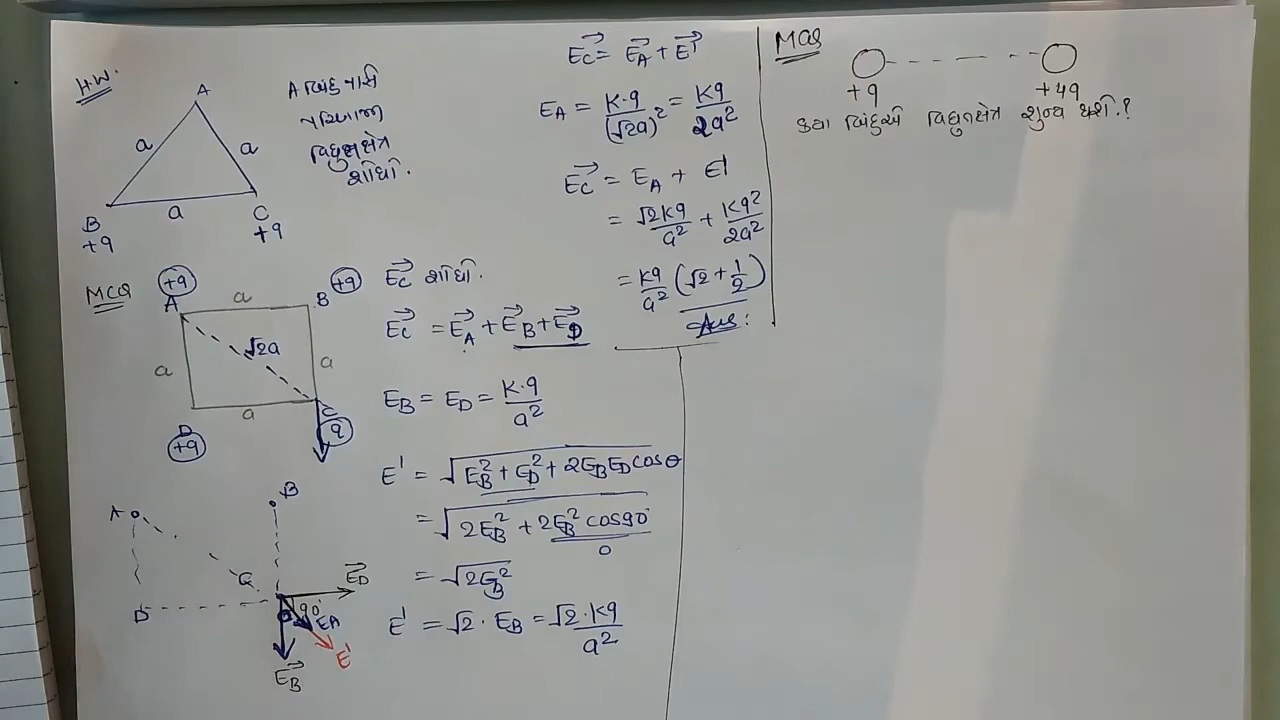 H.W.
A
a
a
a
B
+q
C
+q
A બિંદુ પાસે
પરિણામી
વિદ્યુતક્ષેત્ર
શોધો.
MCQ
+q
A
a
B
+q
a
√2a
a
a
D
+q
C
q
A
B
C
D
90°
E⃗D
EA
E'
E⃗B
E⃗c શોધો.
E⃗c = E⃗A + E⃗B + E⃗D
EB = ED = K·q/a²
E' = √(EB² + ED² + 2EBED cosθ)
= √(2EB² + 2EB² cos90°)
0
= √(2EB²)
E' = √2 · EB = √2·Kq/a²
E⃗c = E⃗A + E⃗'
EA = K·q/(√2a)² = Kq/2a²
E⃗c = EA + E'
= √2Kq/a² + Kq²/2a²
= Kq/a² (√2 + 1/2)
Ans:
MCQ
+q
+4q
કયા બિંદુએ વિદ્યુતક્ષેત્ર શુન્ય થશે.?